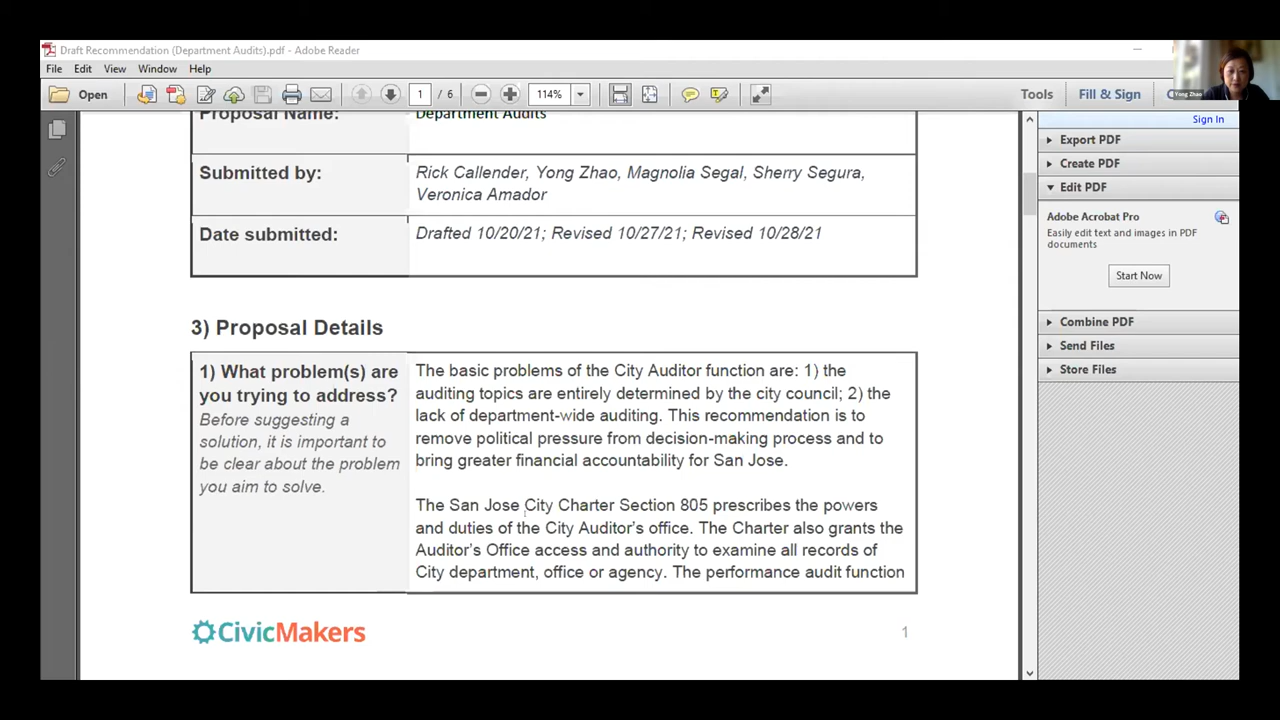 Draft Recommendation (Department Audits).pdf - Adobe Reader
File Edit View Window Help
Open 1 / 6 114% Tools Fill & Sign
Yong Zhao
Sign In
Proposal Name: Department Audits
Submitted by: Rick Callender, Yong Zhao, Magnolia Segal, Sherry Segura,
Veronica Amador
Date submitted: Drafted 10/20/21; Revised 10/27/21; Revised 10/28/21
3) Proposal Details
1) What problem(s) are
you trying to address?
Before suggesting a
solution, it is important to
be clear about the problem
you aim to solve.
The basic problems of the City Auditor function are: 1) the
auditing topics are entirely determined by the city council; 2) the
lack of department-wide auditing. This recommendation is to
remove political pressure from decision-making process and to
bring greater financial accountability for San Jose.
The San Jose City Charter Section 805 prescribes the powers
and duties of the City Auditor's office. The Charter also grants the
Auditor's Office access and authority to examine all records of
City department, office or agency. The performance audit function
CivicMakers
1
Export PDF
Create PDF
Edit PDF
Adobe Acrobat Pro
Easily edit text and images in PDF
documents
Start Now
Combine PDF
Send Files
Store Files